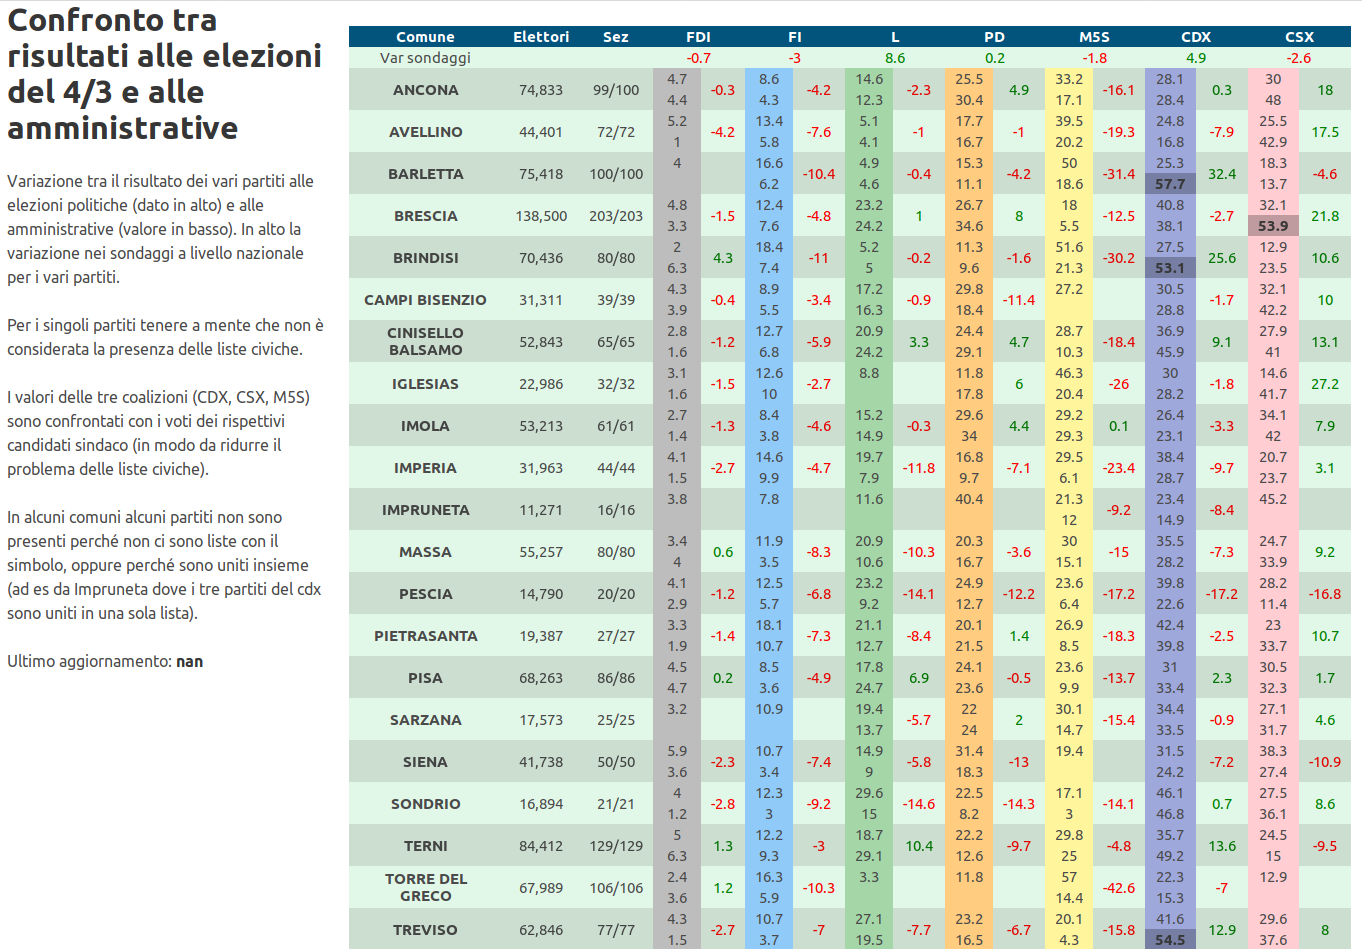 Confronto tra
risultati alle elezioni
del 4/3 e alle
amministrative
Variazione tra il risultato dei vari partiti alle
elezioni politiche (dato in alto) e alle
amministrative (valore in basso). In alto la
variazione nei sondaggi a livello nazionale
per i vari partiti.
Per i singoli partiti tenere a mente che non è
considerata la presenza delle liste civiche.
I valori delle tre coalizioni (CDX, CSX, M5S)
sono confrontati con i voti dei rispettivi
candidati sindaco (in modo da ridurre il
problema delle liste civiche).
In alcuni comuni alcuni partiti non sono
presenti perché non ci sono liste con il
simbolo, oppure perché sono uniti insieme
(ad es da Impruneta dove i tre partiti del cdx
sono uniti in una sola lista).
Ultimo aggiornamento: nan
Comune Elettori Sez FDI FI L PD M5S CDX CSX
Var sondaggi -0.7 -3 8.6 0.2 -1.8 4.9 -2.6
4.7 8.6 14.6 25.5 33.2 28.1 30
ANCONA 74,833 99/100 -0.3 -4.2 -2.3 4.9 -16.1 0.3 18
4.4 4.3 12.3 30.4 17.1 28.4 48
5.2 13.4 5.1 17.7 39.5 24.8 25.5
AVELLINO 44,401 72/72 -4.2 -7.6 -1 -1 -19.3 -7.9 17.5
1 5.8 4.1 16.7 20.2 16.8 42.9
4 16.6 4.9 15.3 50 25.3 18.3
BARLETTA 75,418 100/100 -10.4 -0.4 -4.2 -31.4 32.4 -4.6
6.2 4.6 11.1 18.6 57.7 13.7
4.8 12.4 23.2 26.7 18 40.8 32.1
BRESCIA 138,500 203/203 -1.5 -4.8 1 8 -12.5 -2.7 21.8
3.3 7.6 24.2 34.6 5.5 38.1 53.9
2 18.4 5.2 11.3 51.6 27.5 12.9
BRINDISI 70,436 80/80 4.3 -11 -0.2 -1.6 -30.2 25.6 10.6
6.3 7.4 5 9.6 21.3 53.1 23.5
4.3 8.9 17.2 29.8 27.2 30.5 32.1
CAMPI BISENZIO 31,311 39/39 -0.4 -3.4 -0.9 -11.4 -1.7 10
3.9 5.5 16.3 18.4 28.8 42.2
2.8 12.7 20.9 24.4 28.7 36.9 27.9
CINISELLO
BALSAMO 52,843 65/65 -1.2 -5.9 3.3 4.7 -18.4 9.1 13.1
1.6 6.8 24.2 29.1 10.3 45.9 41
3.1 12.6 8.8 11.8 46.3 30 14.6
IGLESIAS 22,986 32/32 -1.5 -2.7 6 -26 -1.8 27.2
1.6 10 17.8 20.4 28.2 41.7
2.7 8.4 15.2 29.6 29.2 26.4 34.1
IMOLA 53,213 61/61 -1.3 -4.6 -0.3 4.4 0.1 -3.3 7.9
1.4 3.8 14.9 34 29.3 23.1 42
4.1 14.6 19.7 16.8 29.5 38.4 20.7
IMPERIA 31,963 44/44 -2.7 -4.7 -11.8 -7.1 -23.4 -9.7 3.1
1.5 9.9 7.9 9.7 6.1 28.7 23.7
3.8 7.8 11.6 40.4 21.3 23.4 45.2
IMPRUNETA 11,271 16/16 -9.2 -8.4
12 14.9
3.4 11.9 20.9 20.3 30 35.5 24.7
MASSA 55,257 80/80 0.6 -8.3 -10.3 -3.6 -15 -7.3 9.2
4 3.5 10.6 16.7 15.1 28.2 33.9
4.1 12.5 23.2 24.9 23.6 39.8 28.2
PESCIA 14,790 20/20 -1.2 -6.8 -14.1 -12.2 -17.2 -17.2 -16.8
2.9 5.7 9.2 12.7 6.4 22.6 11.4
3.3 18.1 21.1 20.1 26.9 42.4 23
PIETRASANTA 19,387 27/27 -1.4 -7.3 -8.4 1.4 -18.3 -2.5 10.7
1.9 10.7 12.7 21.5 8.5 39.8 33.7
4.5 8.5 17.8 24.1 23.6 31 30.5
PISA 68,263 86/86 0.2 -4.9 6.9 -0.5 -13.7 2.3 1.7
4.7 3.6 24.7 23.6 9.9 33.4 32.3
3.2 10.9 19.4 22 30.1 34.4 27.1
SARZANA 17,573 25/25 -5.7 2 -15.4 -0.9 4.6
13.7 24 14.7 33.5 31.7
5.9 10.7 14.9 31.4 19.4 31.5 38.3
SIENA 41,738 50/50 -2.3 -7.4 -5.8 -13 -7.2 -10.9
3.6 3.4 9 18.3 24.2 27.4
4 12.3 29.6 22.5 17.1 46.1 27.5
SONDRIO 16,894 21/21 -2.8 -9.2 -14.6 -14.3 -14.1 0.7 8.6
1.2 3 15 8.2 3 46.8 36.1
5 12.2 18.7 22.2 29.8 35.7 24.5
TERNI 84,412 129/129 1.3 -3 10.4 -9.7 -4.8 13.6 -9.5
6.3 9.3 29.1 12.6 25 49.2 15
2.4 16.3 3.3 11.8 57 22.3 12.9
TORRE DEL
GRECO 67,989 106/106 1.2 -10.3 -42.6 -7
3.6 5.9 14.4 15.3
4.3 10.7 27.1 23.2 20.1 41.6 29.6
TREVISO 62,846 77/77 -2.7 -7 -7.7 -6.7 -15.8 12.9 8
1.5 3.7 19.5 16.5 4.3 54.5 37.6